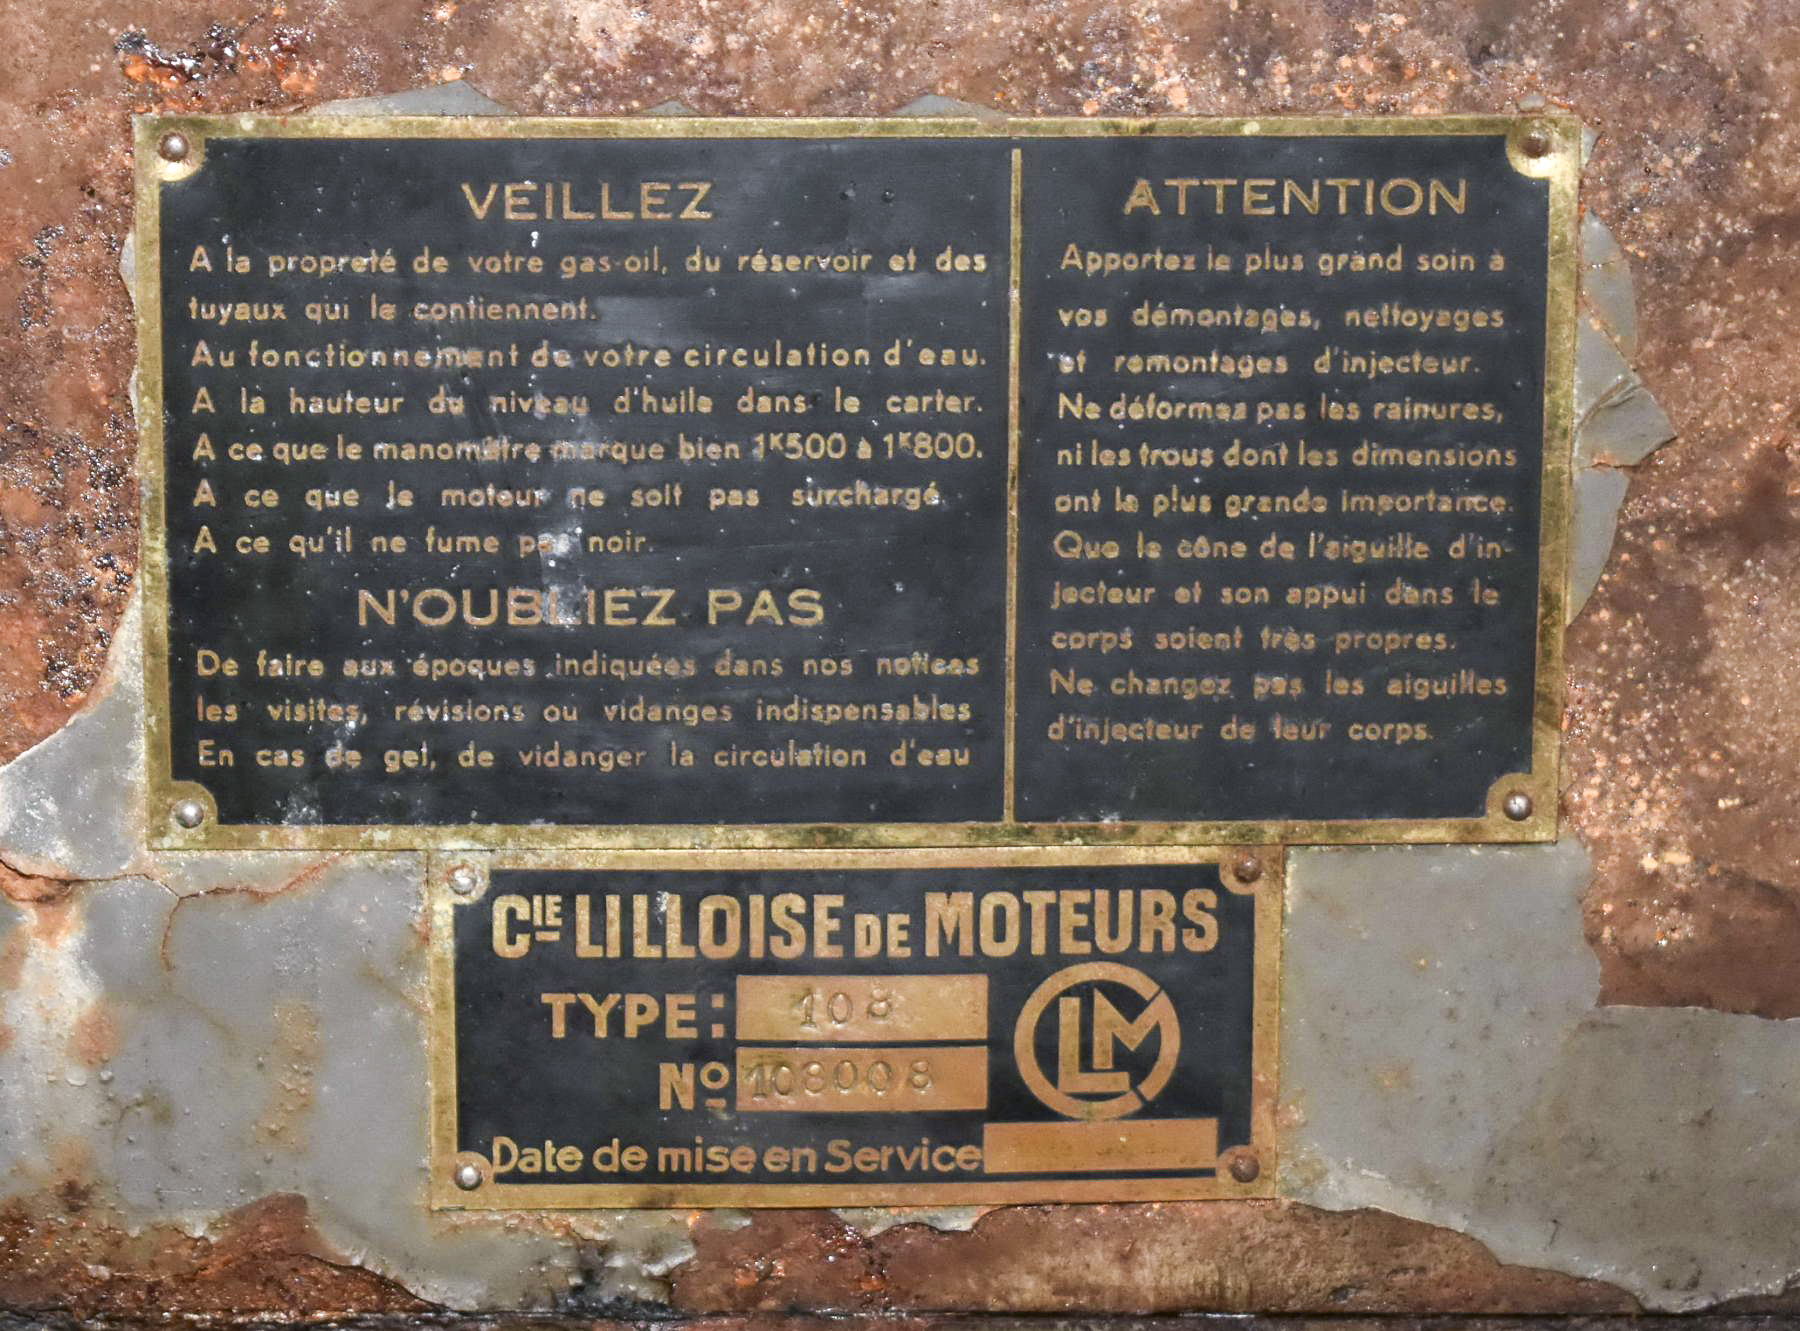 VEILLEZ
A la propreté de votre gas-oil, du réservoir et des
tuyaux qui le contiennent.
Au fonctionnement de votre circulation d'eau.
A la hauteur du niveau d'huile dans le carter.
A ce que le manomètre marque bien 1K500 à 1K800.
A ce que le moteur ne soit pas surchargé.
A ce qu'il ne fume pas noir.
N'OUBLIEZ PAS
De faire aux époques indiquées dans nos notices
les visites, révisions ou vidanges indispensables
En cas de gel, de vidanger la circulation d'eau
ATTENTION
Apportez le plus grand soin à
vos démontages, nettoyages
et remontages d'injecteur.
Ne déformez pas les rainures,
ni les trous dont les dimensions
ont la plus grande importance.
Que le cône de l'aiguille d'in-
jecteur et son appui dans le
corps soient très propres.
Ne changez pas les aiguilles
d'injecteur de leur corps.
CIE LILLOISE DE MOTEURS
TYPE: 108
No 108008
CLM
Date de mise en Service